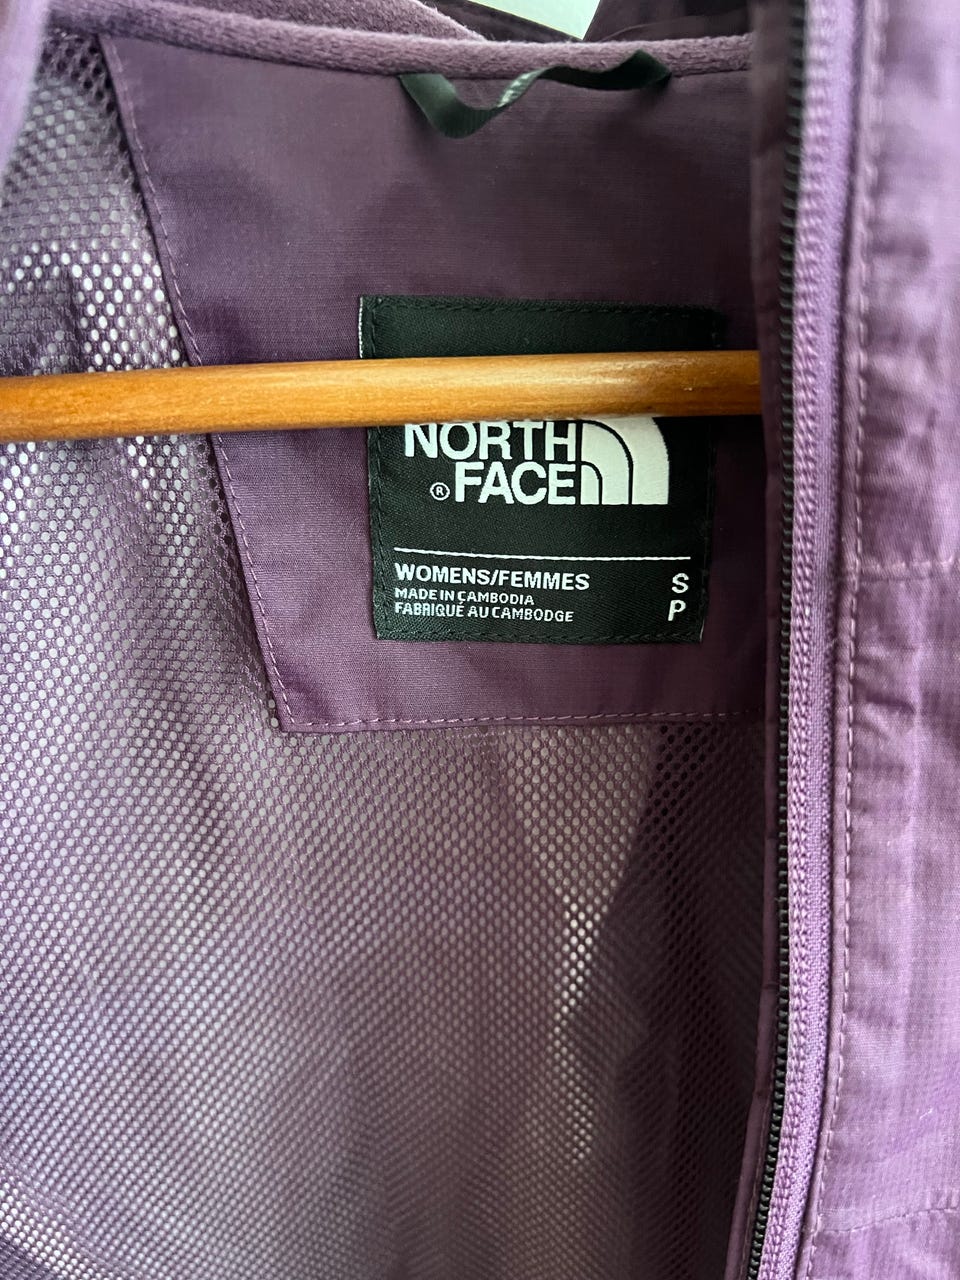 NORTH
® FACE
WOMENS/FEMMES S
MADE IN CAMBODIA
FABRIQUÉ AU CAMBODGE P